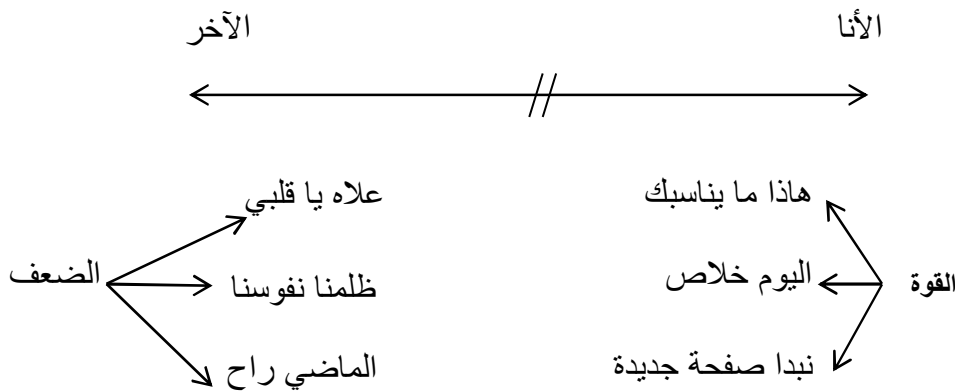 الأنا الآخر
هاذا ما يناسبك علاه يا قلبي
القوة اليوم خلاص ظلمنا نفوسنا الضعف
نبدا صفحة جديدة الماضي راح